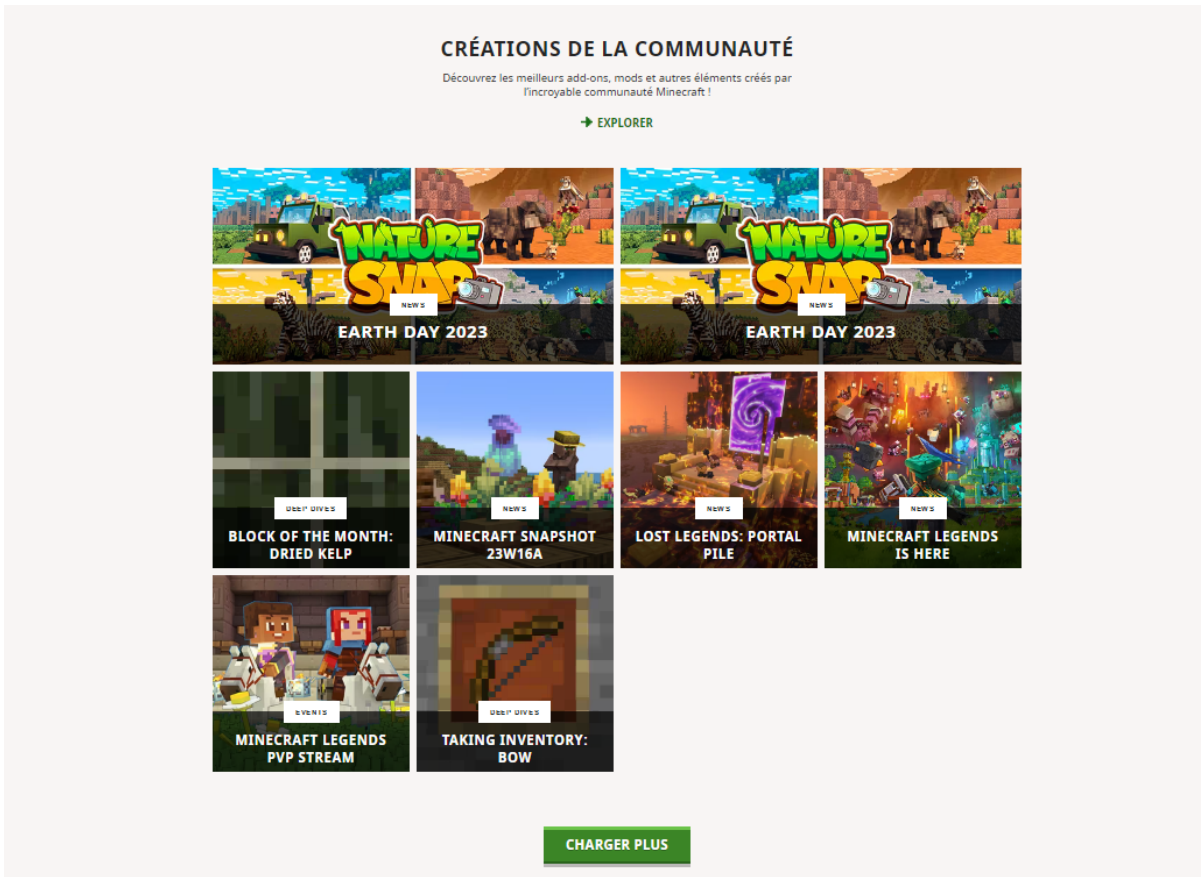 CRÉATIONS DE LA COMMUNAUTÉ
Découvrez les meilleurs add-ons, mods et autres éléments créés par
l'incroyable communauté Minecraft !
EXPLORER
NATURE
SNAP
NEWS
EARTH DAY 2023
NATURE
SNAP
NEWS
EARTH DAY 2023
DEEP DIVES
BLOCK OF THE MONTH:
DRIED KELP
NEWS
MINECRAFT SNAPSHOT
23W16A
NEWS
LOST LEGENDS: PORTAL
PILE
NEWS
MINECRAFT LEGENDS
IS HERE
EVENTS
MINECRAFT LEGENDS
PVP STREAM
DEEP DIVES
TAKING INVENTORY:
BOW
CHARGER PLUS